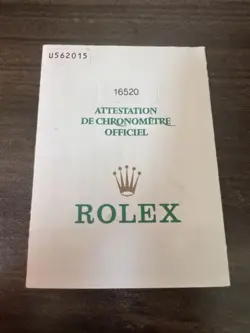 U562015
16520
ATTESTATION
DE CHRONOMÈTRE
OFFICIEL
ROLEX